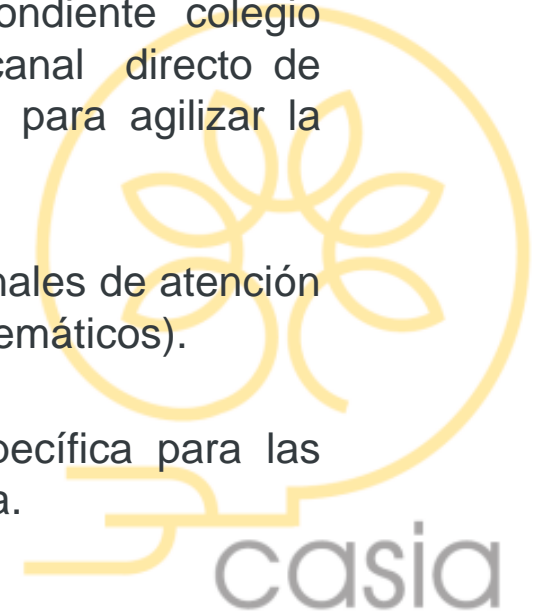 ondiente colegio
canal directo de
para agilizar la
nales de atención
emáticos).
pecífica para las
a.
casia